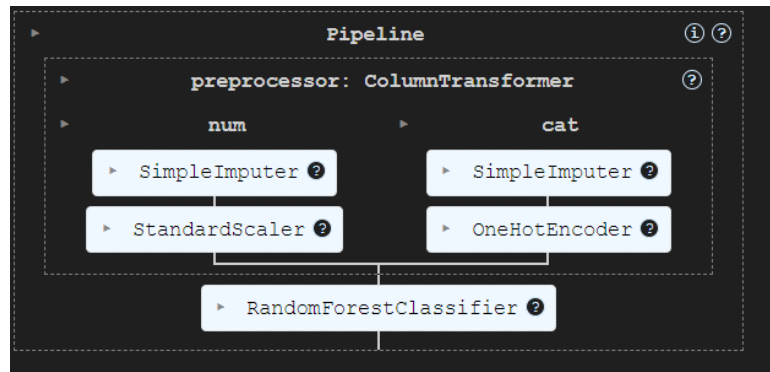 Pipeline
preprocessor: ColumnTransformer
num cat
SimpleImputer SimpleImputer
StandardScaler OneHotEncoder
RandomForestClassifier